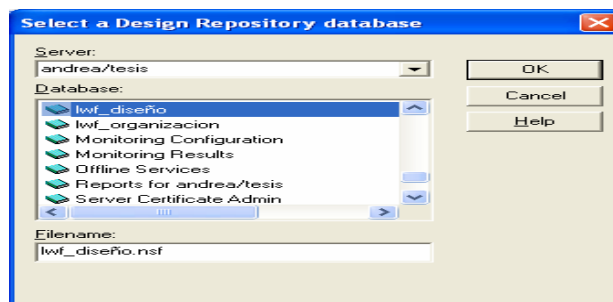 Select a Design Repository database
Server:
andrea/tesis
OK
Database:
Cancel
lwf_diseño
lwf_organizacion
Help
Monitoring Configuration
Monitoring Results
Offline Services
Reports for andrea/tesis
Server Certificate Admin
Filename:
lwf_diseño.nsf